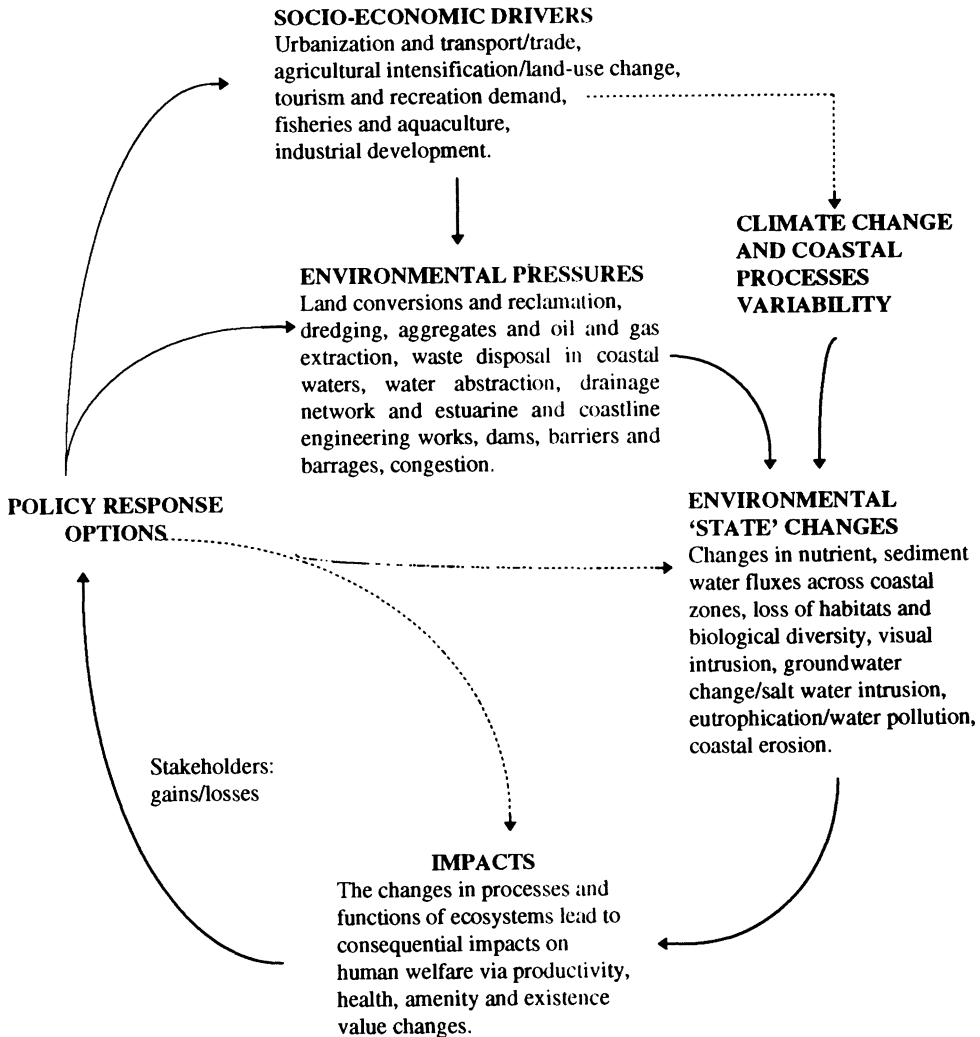 SOCIO-ECONOMIC DRIVERS
Urbanization and transport/trade,
agricultural intensification/land-use change,
tourism and recreation demand,
fisheries and aquaculture,
industrial development.
CLIMATE CHANGE
AND COASTAL
PROCESSES
VARIABILITY
ENVIRONMENTAL PRESSURES
Land conversions and reclamation,
dredging, aggregates and oil and gas
extraction, waste disposal in coastal
waters, water abstraction, drainage
network and estuarine and coastline
engineering works, dams, barriers and
barrages, congestion.
POLICY RESPONSE
OPTIONS
ENVIRONMENTAL
‘STATE’ CHANGES
Changes in nutrient, sediment
water fluxes across coastal
zones, loss of habitats and
biological diversity, visual
intrusion, groundwater
change/salt water intrusion,
eutrophication/water pollution,
coastal erosion.
Stakeholders:
gains/losses
IMPACTS
The changes in processes and
functions of ecosystems lead to
consequential impacts on
human welfare via productivity,
health, amenity and existence
value changes.